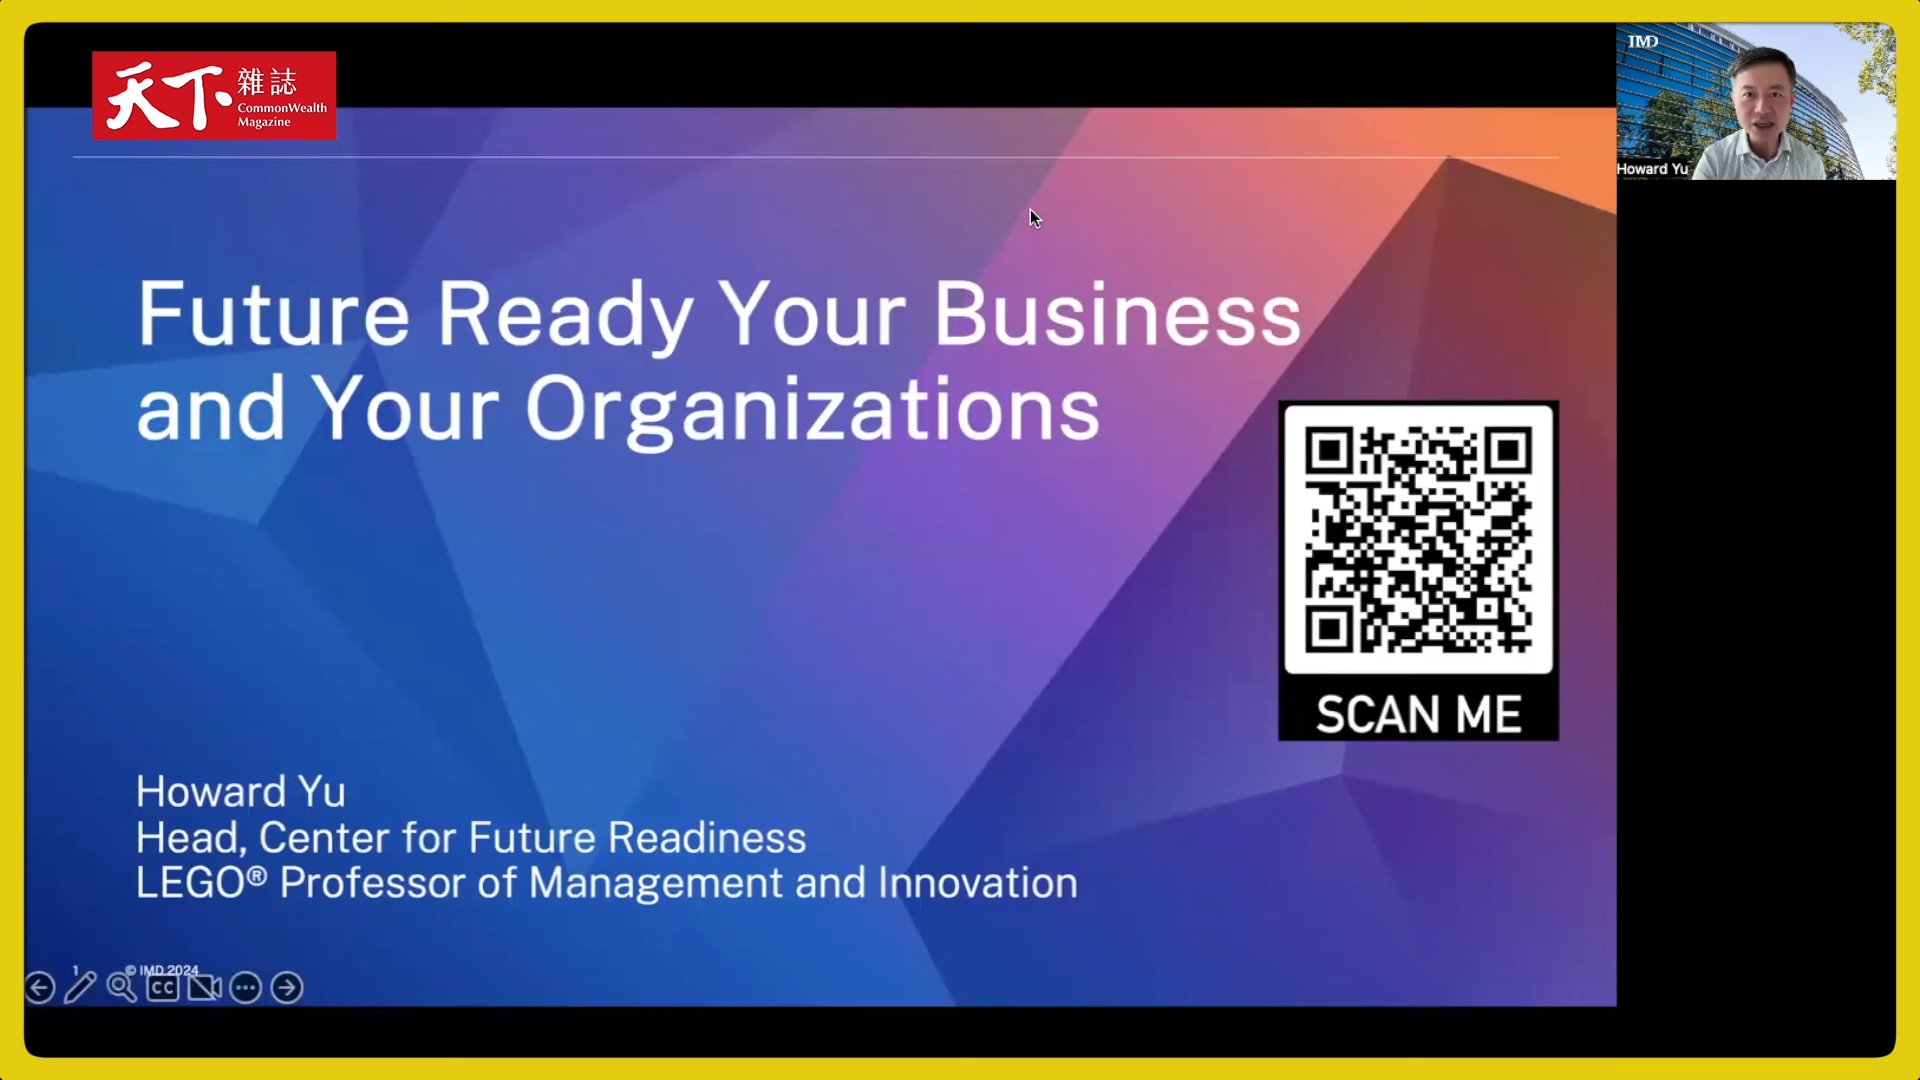 天下雜誌
CommonWealth
Magazine
IMD
Howard Yu
Future Ready Your Business
and Your Organizations
SCAN ME
Howard Yu
Head, Center for Future Readiness
LEGO® Professor of Management and Innovation
1
© IMD 2024
CC